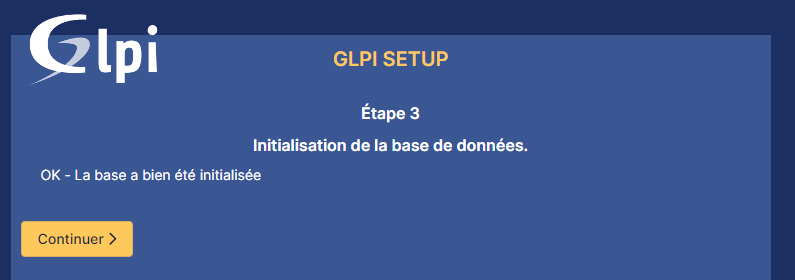 Glpi
GLPI SETUP
Étape 3
Initialisation de la base de données.
OK - La base a bien été initialisée
Continuer